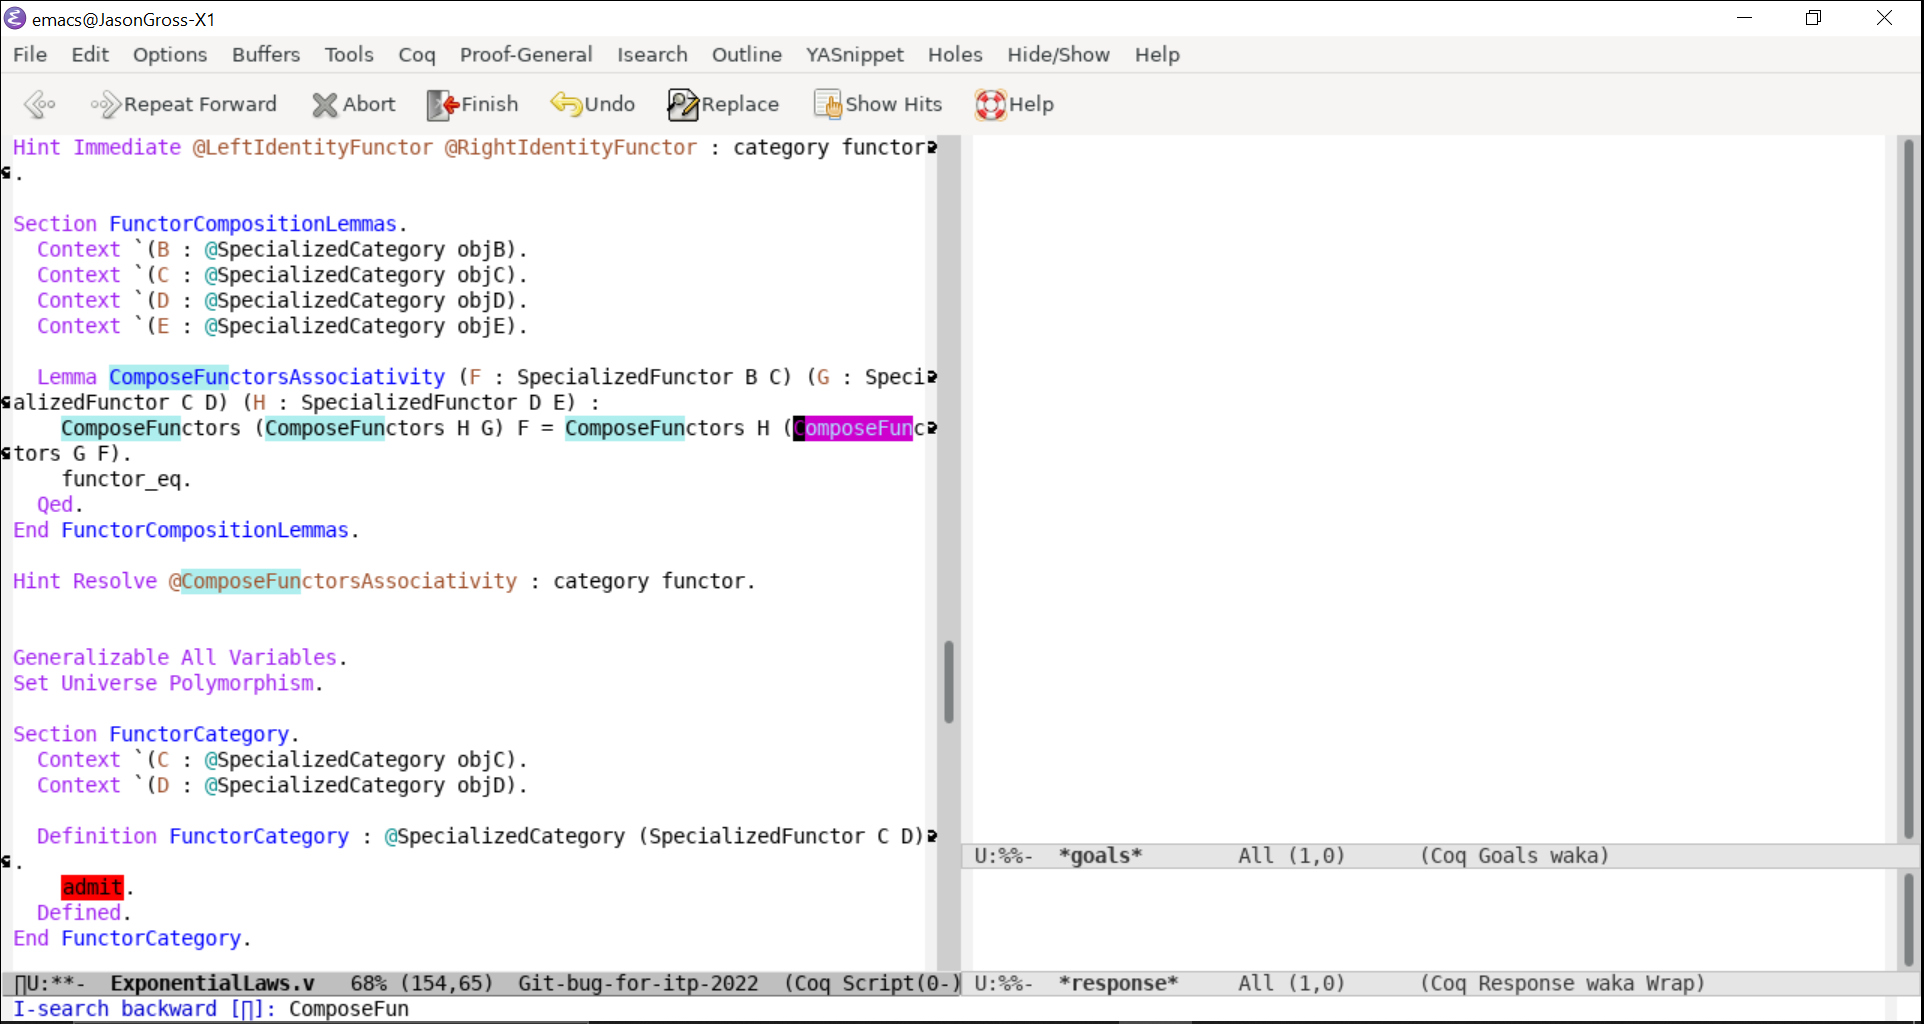 emacs@JasonGross-X1
File Edit Options Buffers Tools Coq Proof-General Isearch Outline YASnippet Holes Hide/Show Help
Repeat Forward Abort Finish Undo Replace Show Hits Help
Hint Immediate @LeftIdentityFunctor @RightIdentityFunctor : category functor
.
Section FunctorCompositionLemmas.
  Context `(B : @SpecializedCategory objB).
  Context `(C : @SpecializedCategory objC).
  Context `(D : @SpecializedCategory objD).
  Context `(E : @SpecializedCategory objE).
  Lemma ComposeFunctorsAssociativity (F : SpecializedFunctor B C) (G : Speci
alizedFunctor C D) (H : SpecializedFunctor D E) :
    ComposeFunctors (ComposeFunctors H G) F = ComposeFunctors H (ComposeFunc
tors G F).
    functor_eq.
  Qed.
End FunctorCompositionLemmas.
Hint Resolve @ComposeFunctorsAssociativity : category functor.
Generalizable All Variables.
Set Universe Polymorphism.
Section FunctorCategory.
  Context `(C : @SpecializedCategory objC).
  Context `(D : @SpecializedCategory objD).
  Definition FunctorCategory : @SpecializedCategory (SpecializedFunctor C D)
.
    admit.
  Defined.
End FunctorCategory.
U:**-  ExponentialLaws.v   68% (154,65)  Git-bug-for-itp-2022  (Coq Script(0-)
I-search backward []: ComposeFun
U:%%-  *goals*        All (1,0)      (Coq Goals waka)
U:%%-  *response*     All (1,0)      (Coq Response waka Wrap)